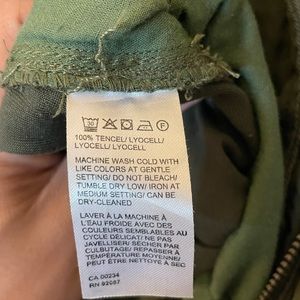 30 F
100% TENCEL/ LYOCELL/
LYOCELL/ LYOCELL
MACHINE WASH COLD WITH
LIKE COLORS AT GENTLE
SETTING/ DO NOT BLEACH/
TUMBLE DRY LOW/ IRON AT
MEDIUM SETTING/ CAN BE
DRY-CLEANED
LAVER À LA MACHINE À
L'EAU FROIDE AVEC DES
COULEURS SEMBLABLES AU
CYCLE DÉLICAT/ NE PAS
JAVELLISER/ SÉCHER PAR
CULBUTAGE/ REPASSER À
TEMPÉRATURE MOYENNE/
PEUT ÊTRE NETTOYÉ À SEC
CA 00234
RN 92087